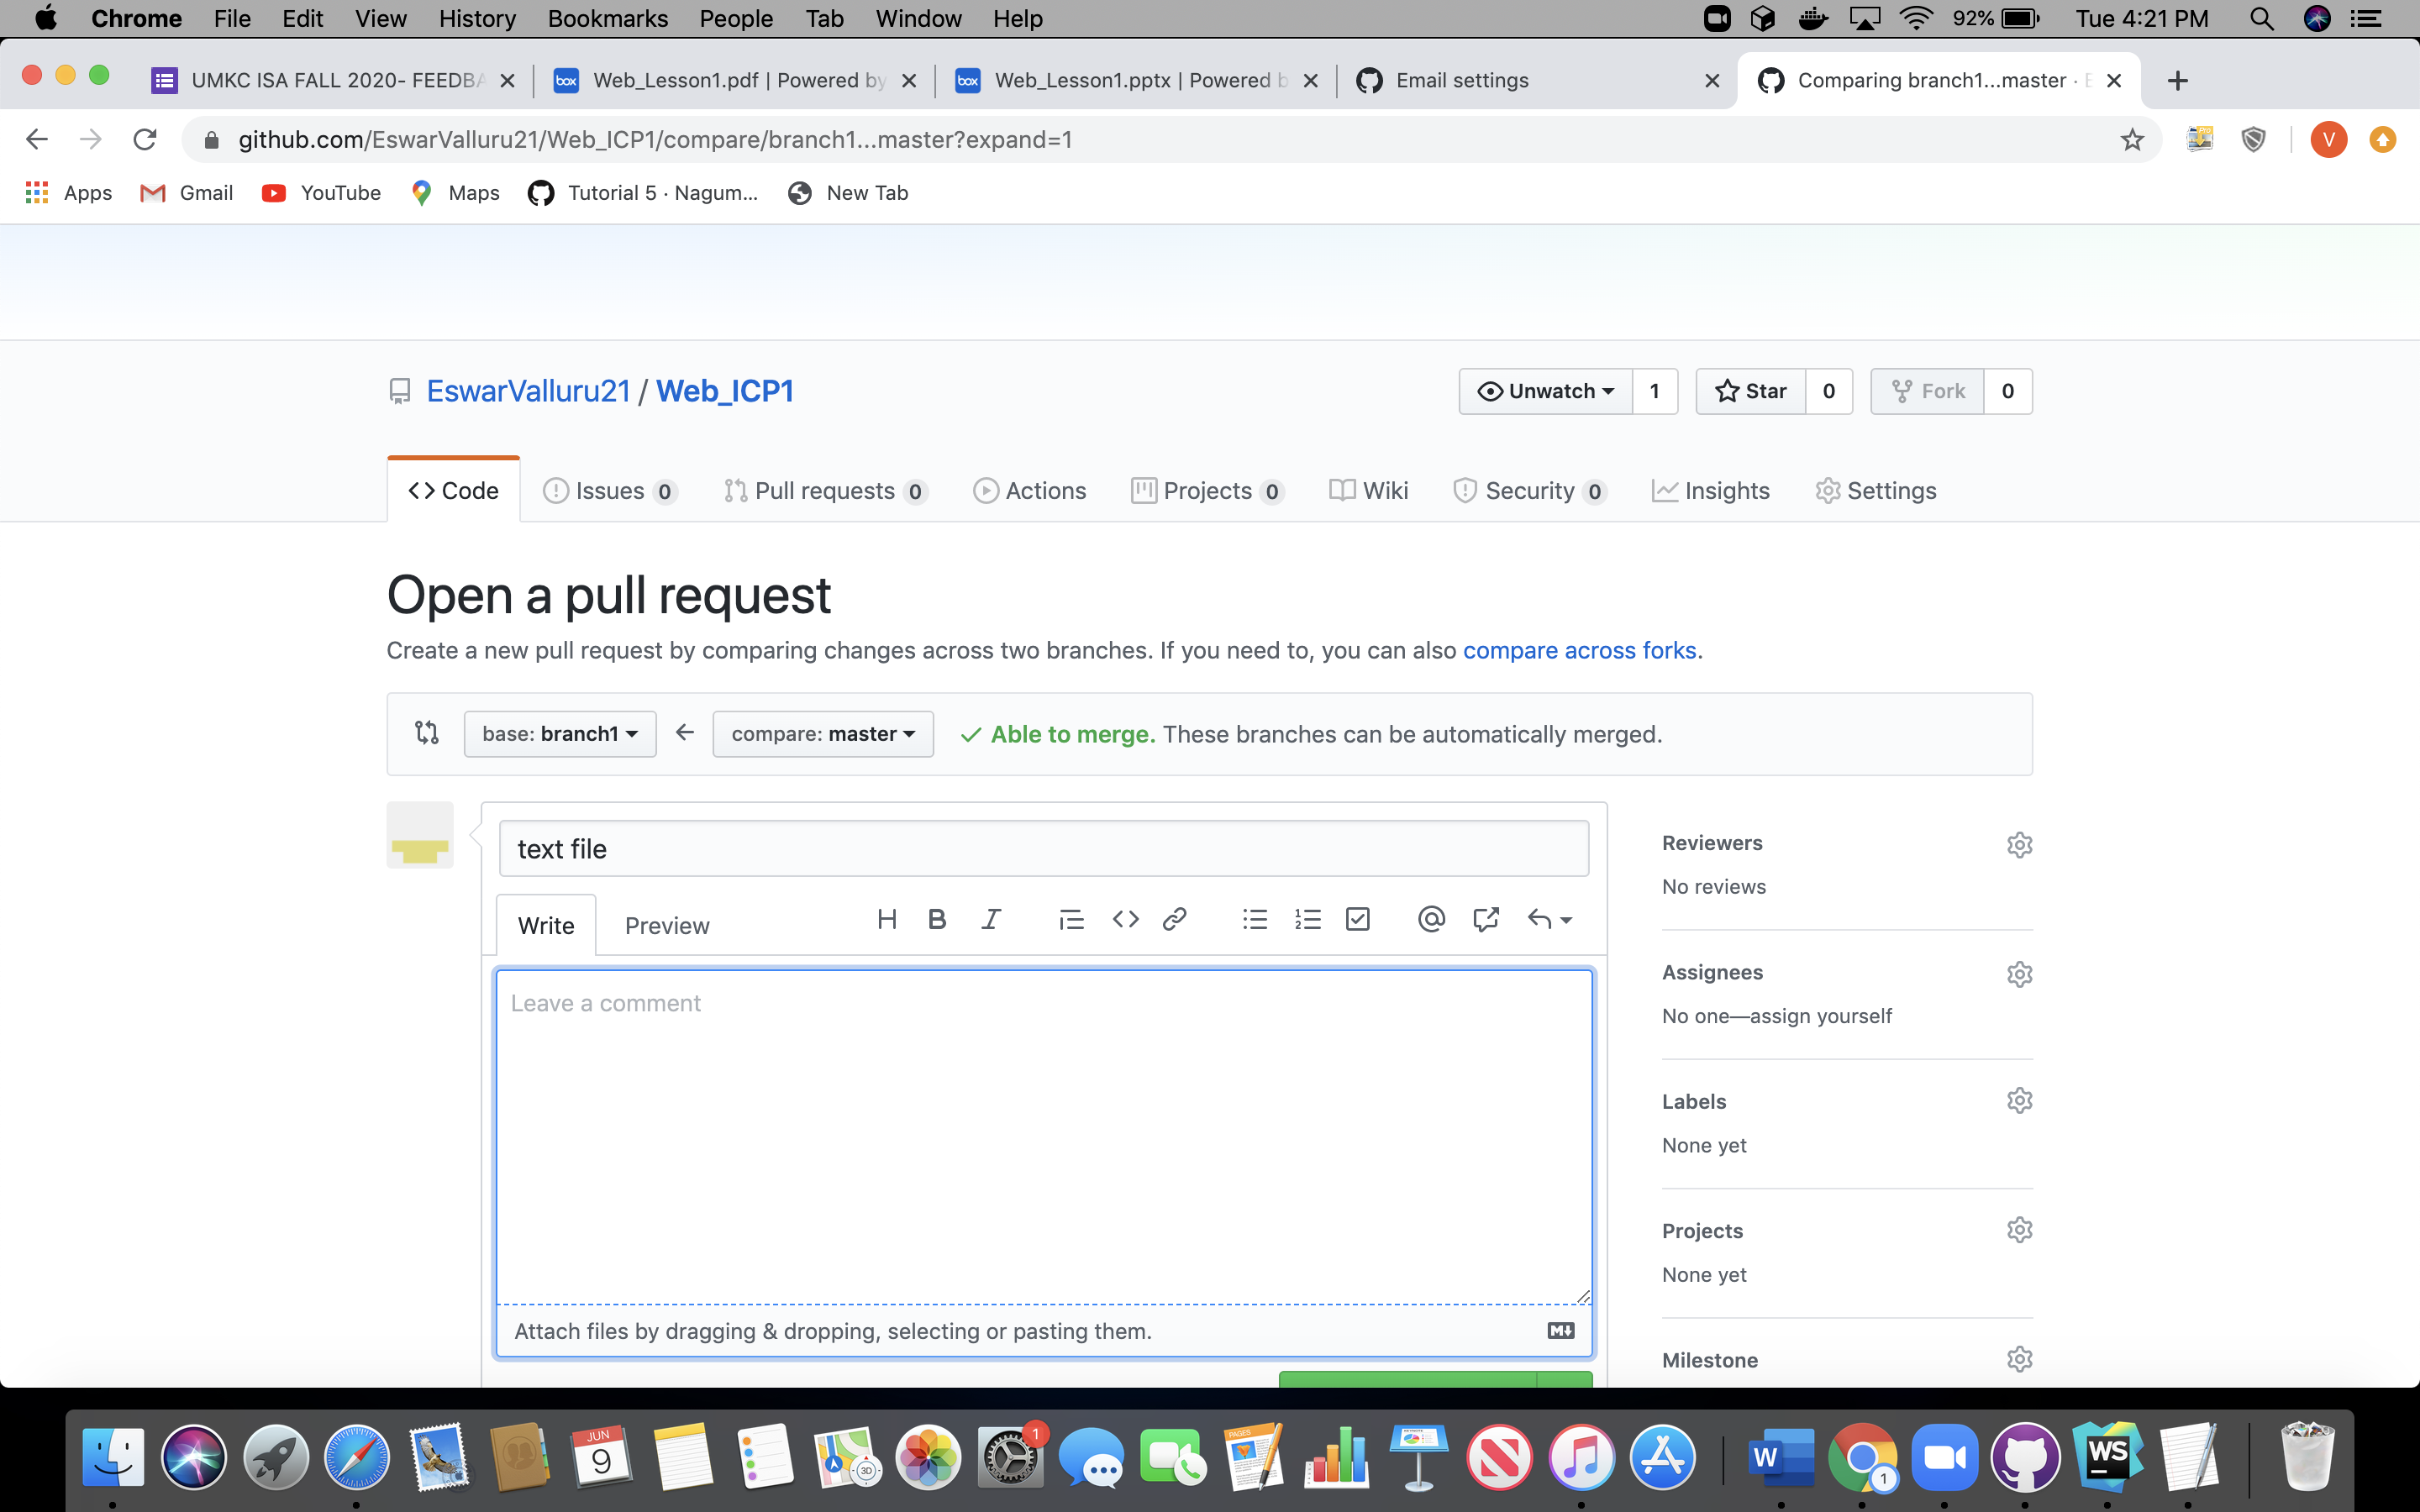 Chrome File Edit View History Bookmarks People Tab Window Help 92% Tue 4:21 PM
UMKC ISA FALL 2020- FEEDBA box Web_Lesson1.pdf | Powered by box Web_Lesson1.pptx | Powered b Email settings Comparing branch1...master · E
github.com/EswarValluru21/Web_ICP1/compare/branch1...master?expand=1 Pro V
Apps Gmail YouTube Maps Tutorial 5 · Nagum... New Tab
EswarValluru21 / Web_ICP1 Unwatch 1 Star 0 Fork 0
Code Issues 0 Pull requests 0 Actions Projects 0 Wiki Security 0 Insights Settings
Open a pull request
Create a new pull request by comparing changes across two branches. If you need to, you can also compare across forks.
base: branch1 compare: master Able to merge. These branches can be automatically merged.
text file
Write Preview H B I
Leave a comment
Attach files by dragging & dropping, selecting or pasting them.
Reviewers
No reviews
Assignees
No one—assign yourself
Labels
None yet
Projects
None yet
Milestone
JUN
9
3D
1
PAGES
W
1
WS